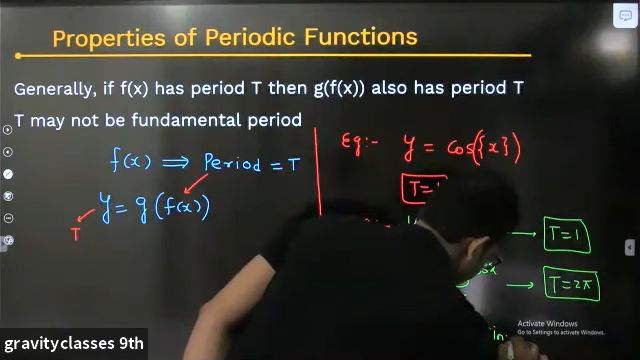 Properties of Periodic Functions
Generally, if f(x) has period T then g(f(x)) also has period T
T may not be fundamental period
f(x) ⟹ Period = T
y = g(f(x))
T
Eg:- y = cos({x})
T=1
→ T=1
→ T=2π
Activate Windows
Go to Settings to activate Windows.
gravityclasses 9th